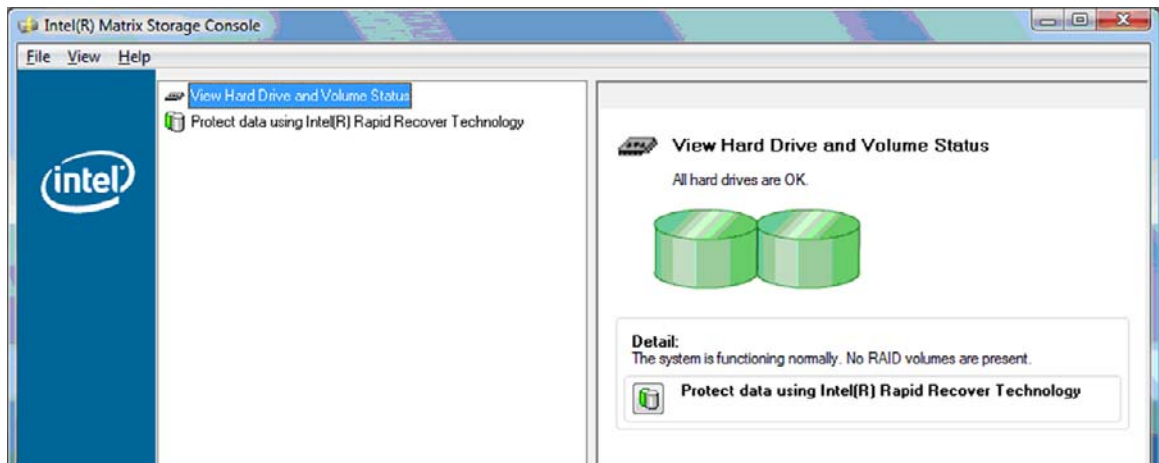 Intel(R) Matrix Storage Console
File View Help
View Hard Drive and Volume Status
Protect data using Intel(R) Rapid Recover Technology
intel
View Hard Drive and Volume Status
All hard drives are OK.
Detail:
The system is functioning normally. No RAID volumes are present.
Protect data using Intel(R) Rapid Recover Technology